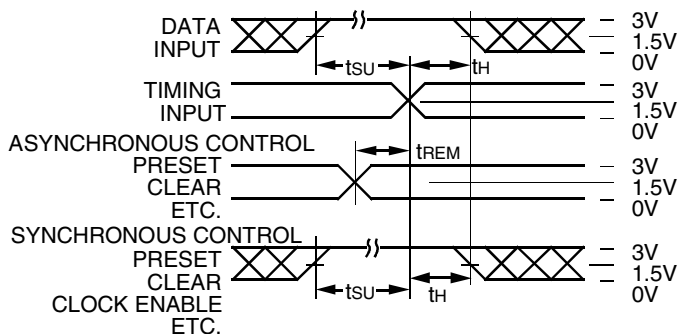 DATA
INPUT
3V
1.5V
0V
tSU
tH
TIMING
INPUT
3V
1.5V
0V
ASYNCHRONOUS CONTROL
PRESET
CLEAR
ETC.
tREM
3V
1.5V
0V
SYNCHRONOUS CONTROL
PRESET
CLEAR
CLOCK ENABLE
ETC.
tSU
tH
3V
1.5V
0V